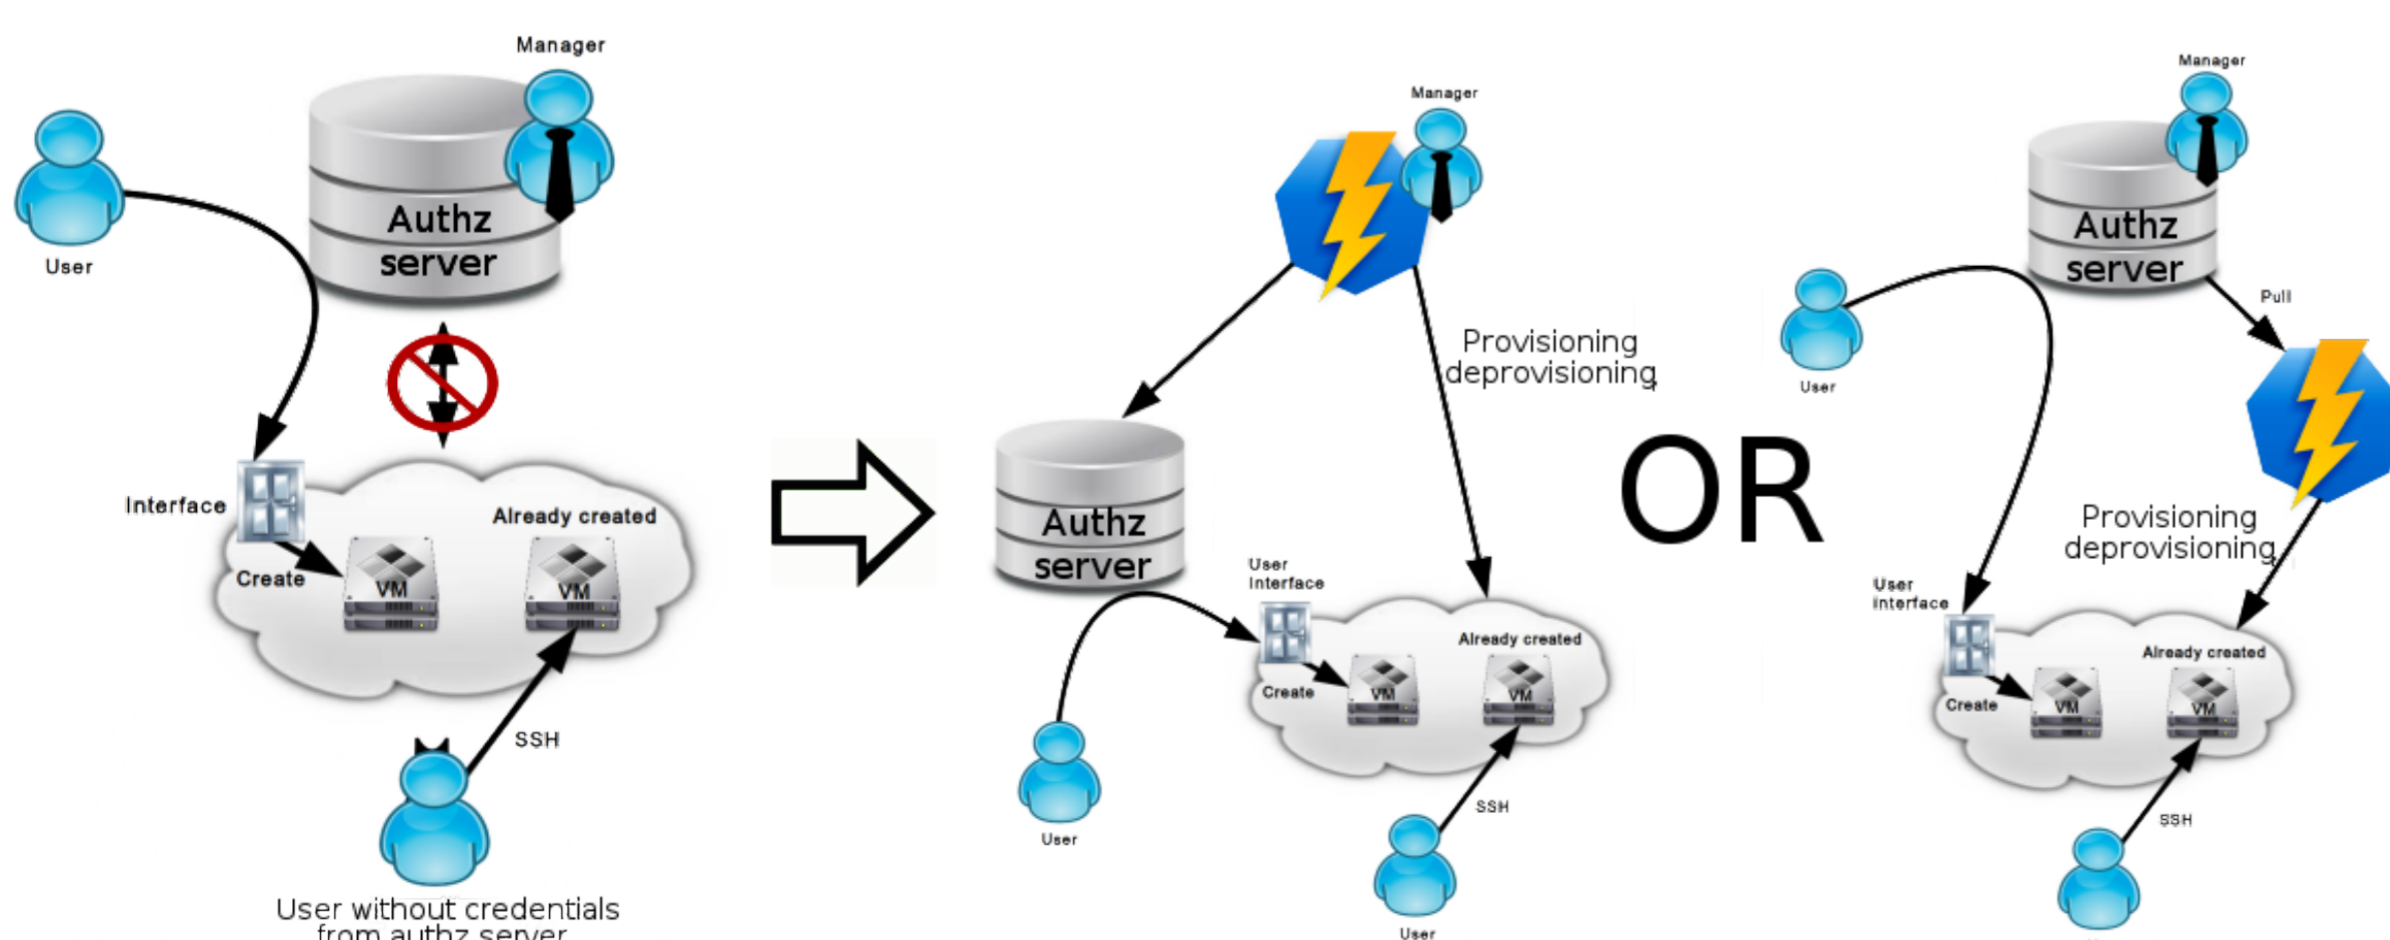 Manager
User
Authz
server
Interface
Already created
Create
VM
VM
SSH
User without credentials
from authz server
Manager
Provisioning
deprovisioning
Authz
server
User
Interface
Already created
Create
VM
VM
User
SSH
User
OR
Manager
Authz
server
Pull
User
Provisioning
deprovisioning
User
interface
Already created
Create
VM
VM
SSH